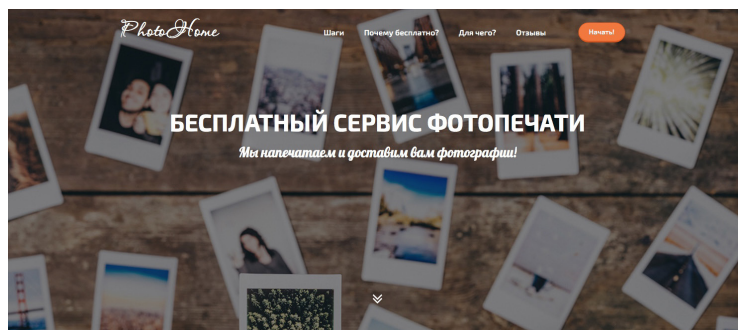 PhotoHome
Шаги Почему бесплатно? Для чего? Отзывы Начать!
БЕСПЛАТНЫЙ СЕРВИС ФОТОПЕЧАТИ
Мы напечатаем и доставим вам фотографии!